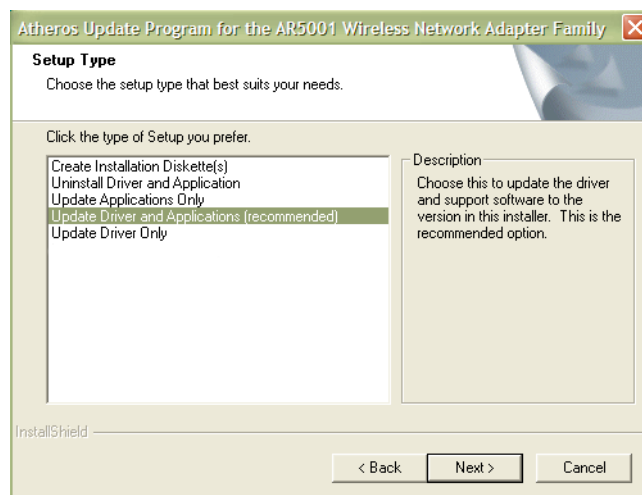 Atheros Update Program for the AR5001 Wireless Network Adapter Family
Setup Type
Choose the setup type that best suits your needs.
Click the type of Setup you prefer.
Create Installation Diskette(s)
Uninstall Driver and Application
Update Applications Only
Update Driver and Applications (recommended)
Update Driver Only
Description
Choose this to update the driver
and support software to the
version in this installer.  This is the
recommended option.
InstallShield
< Back
Next >
Cancel